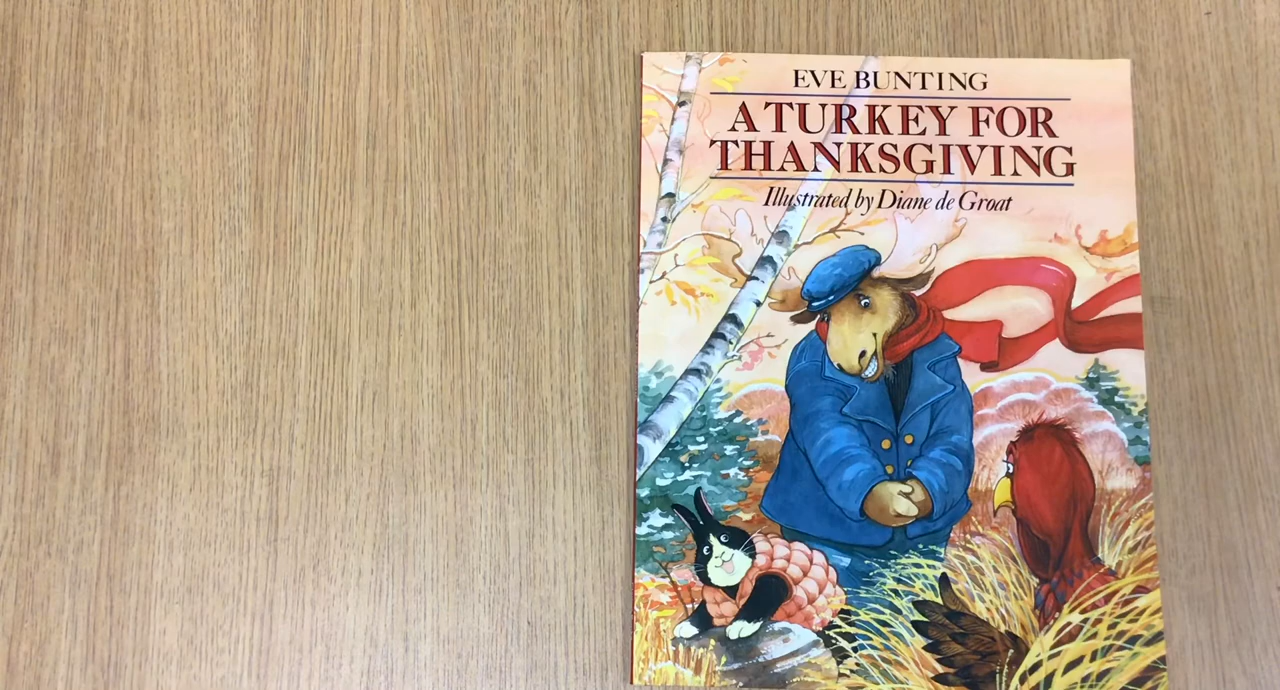 EVE BUNTING
A TURKEY FOR
THANKSGIVING
Illustrated by Diane de Groat